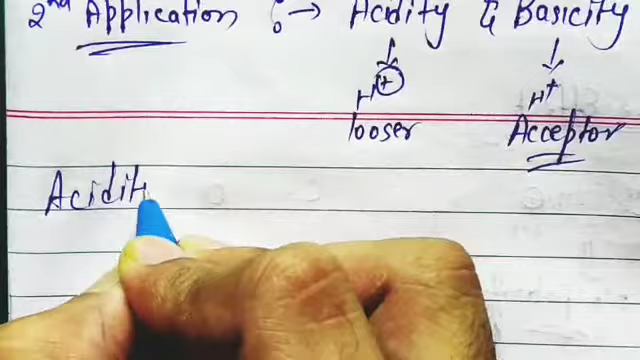 2nd Application :→ Acidity & Basicity
↓ ↓
H⊕ H+
looser Acceptor
Acidit